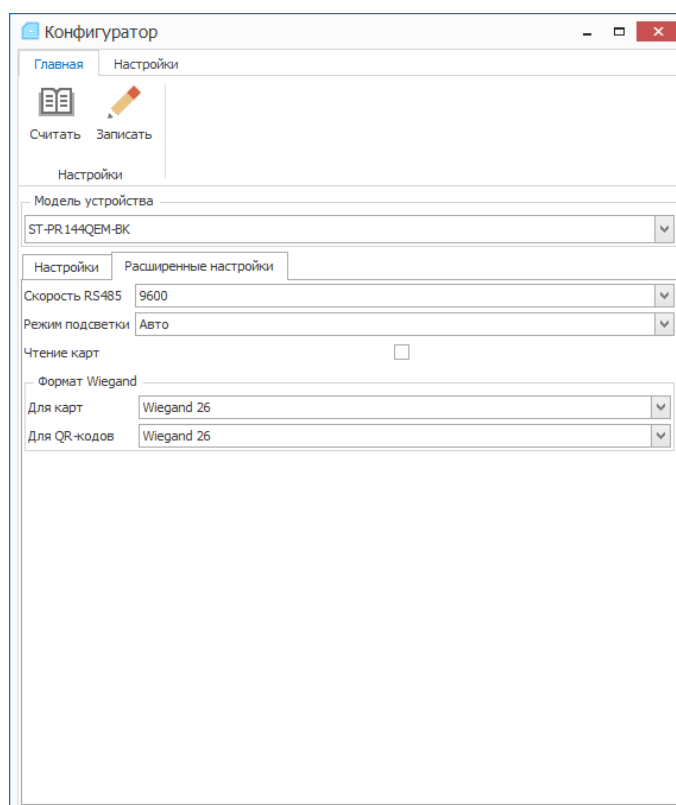 Конфигуратор
Главная Настройки
Считать Записать
Настройки
Модель устройства
ST-PR144QEM-BK
Настройки Расширенные настройки
Скорость RS485 9600
Режим подсветки Авто
Чтение карт
Формат Wiegand
Для карт Wiegand 26
Для QR-кодов Wiegand 26